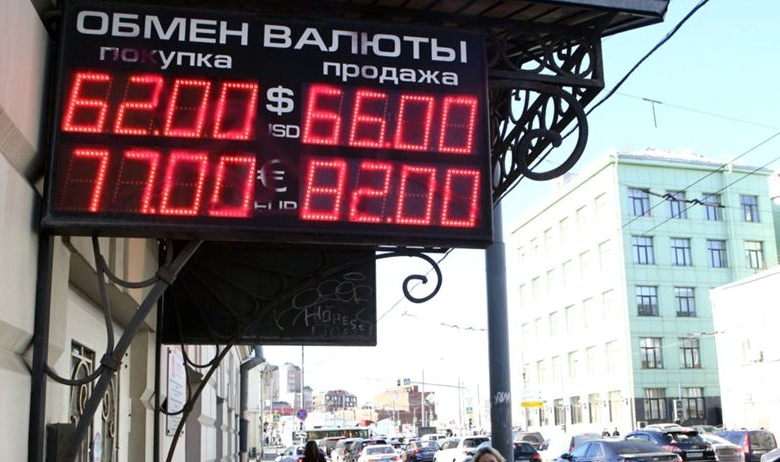 ОБМЕН ВАЛЮТЫ
покупка продажа
62.00 $ USD 66.00
77.00 € EUR 82.00